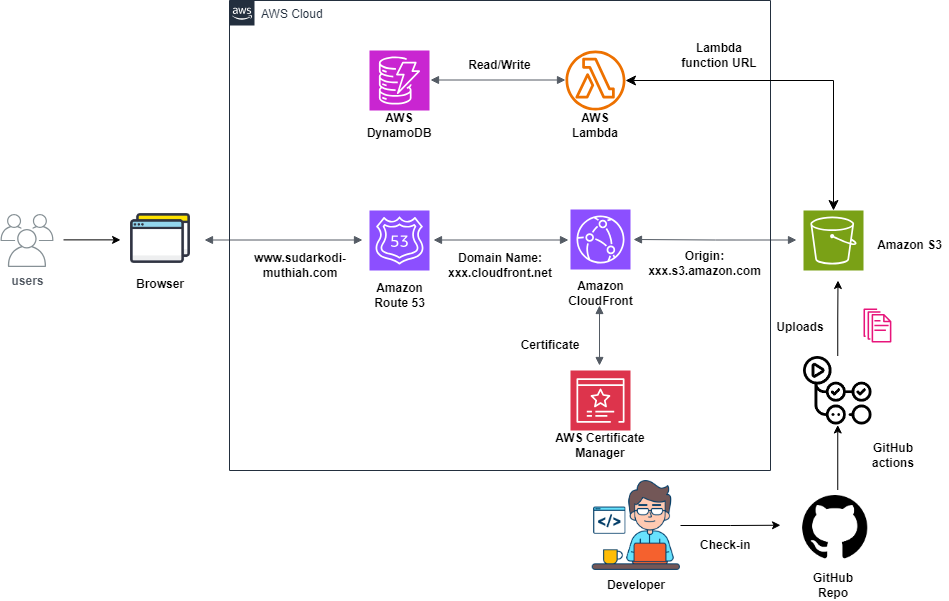 aws
AWS Cloud
Lambda
function URL
Read/Write
AWS
DynamoDB
AWS
Lambda
53
www.sudarkodi-
muthiah.com
Domain Name:
xxx.cloudfront.net
Origin:
xxx.s3.amazon.com
Amazon S3
users
Browser
Amazon
Route 53
Amazon
CloudFront
Uploads
Certificate
AWS Certificate
Manager
GitHub
actions
</>
Check-in
Developer
GitHub
Repo